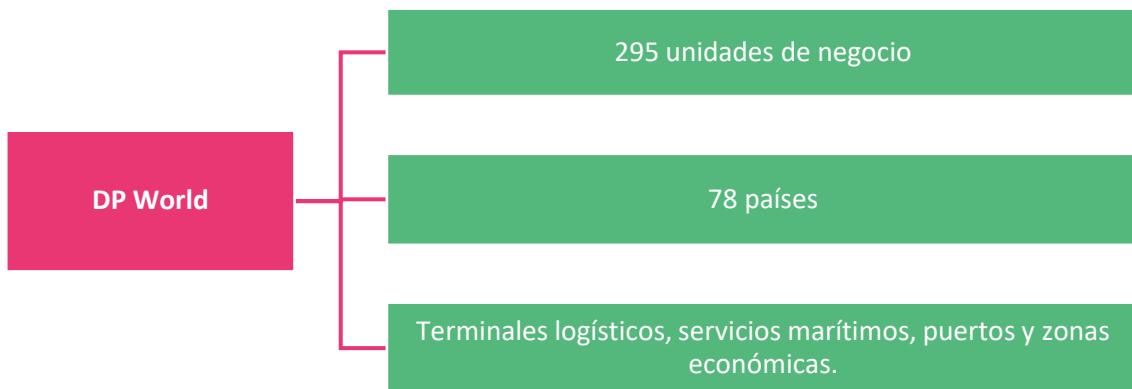 295 unidades de negocio
DP World
78 países
Terminales logísticos, servicios marítimos, puertos y zonas
económicas.